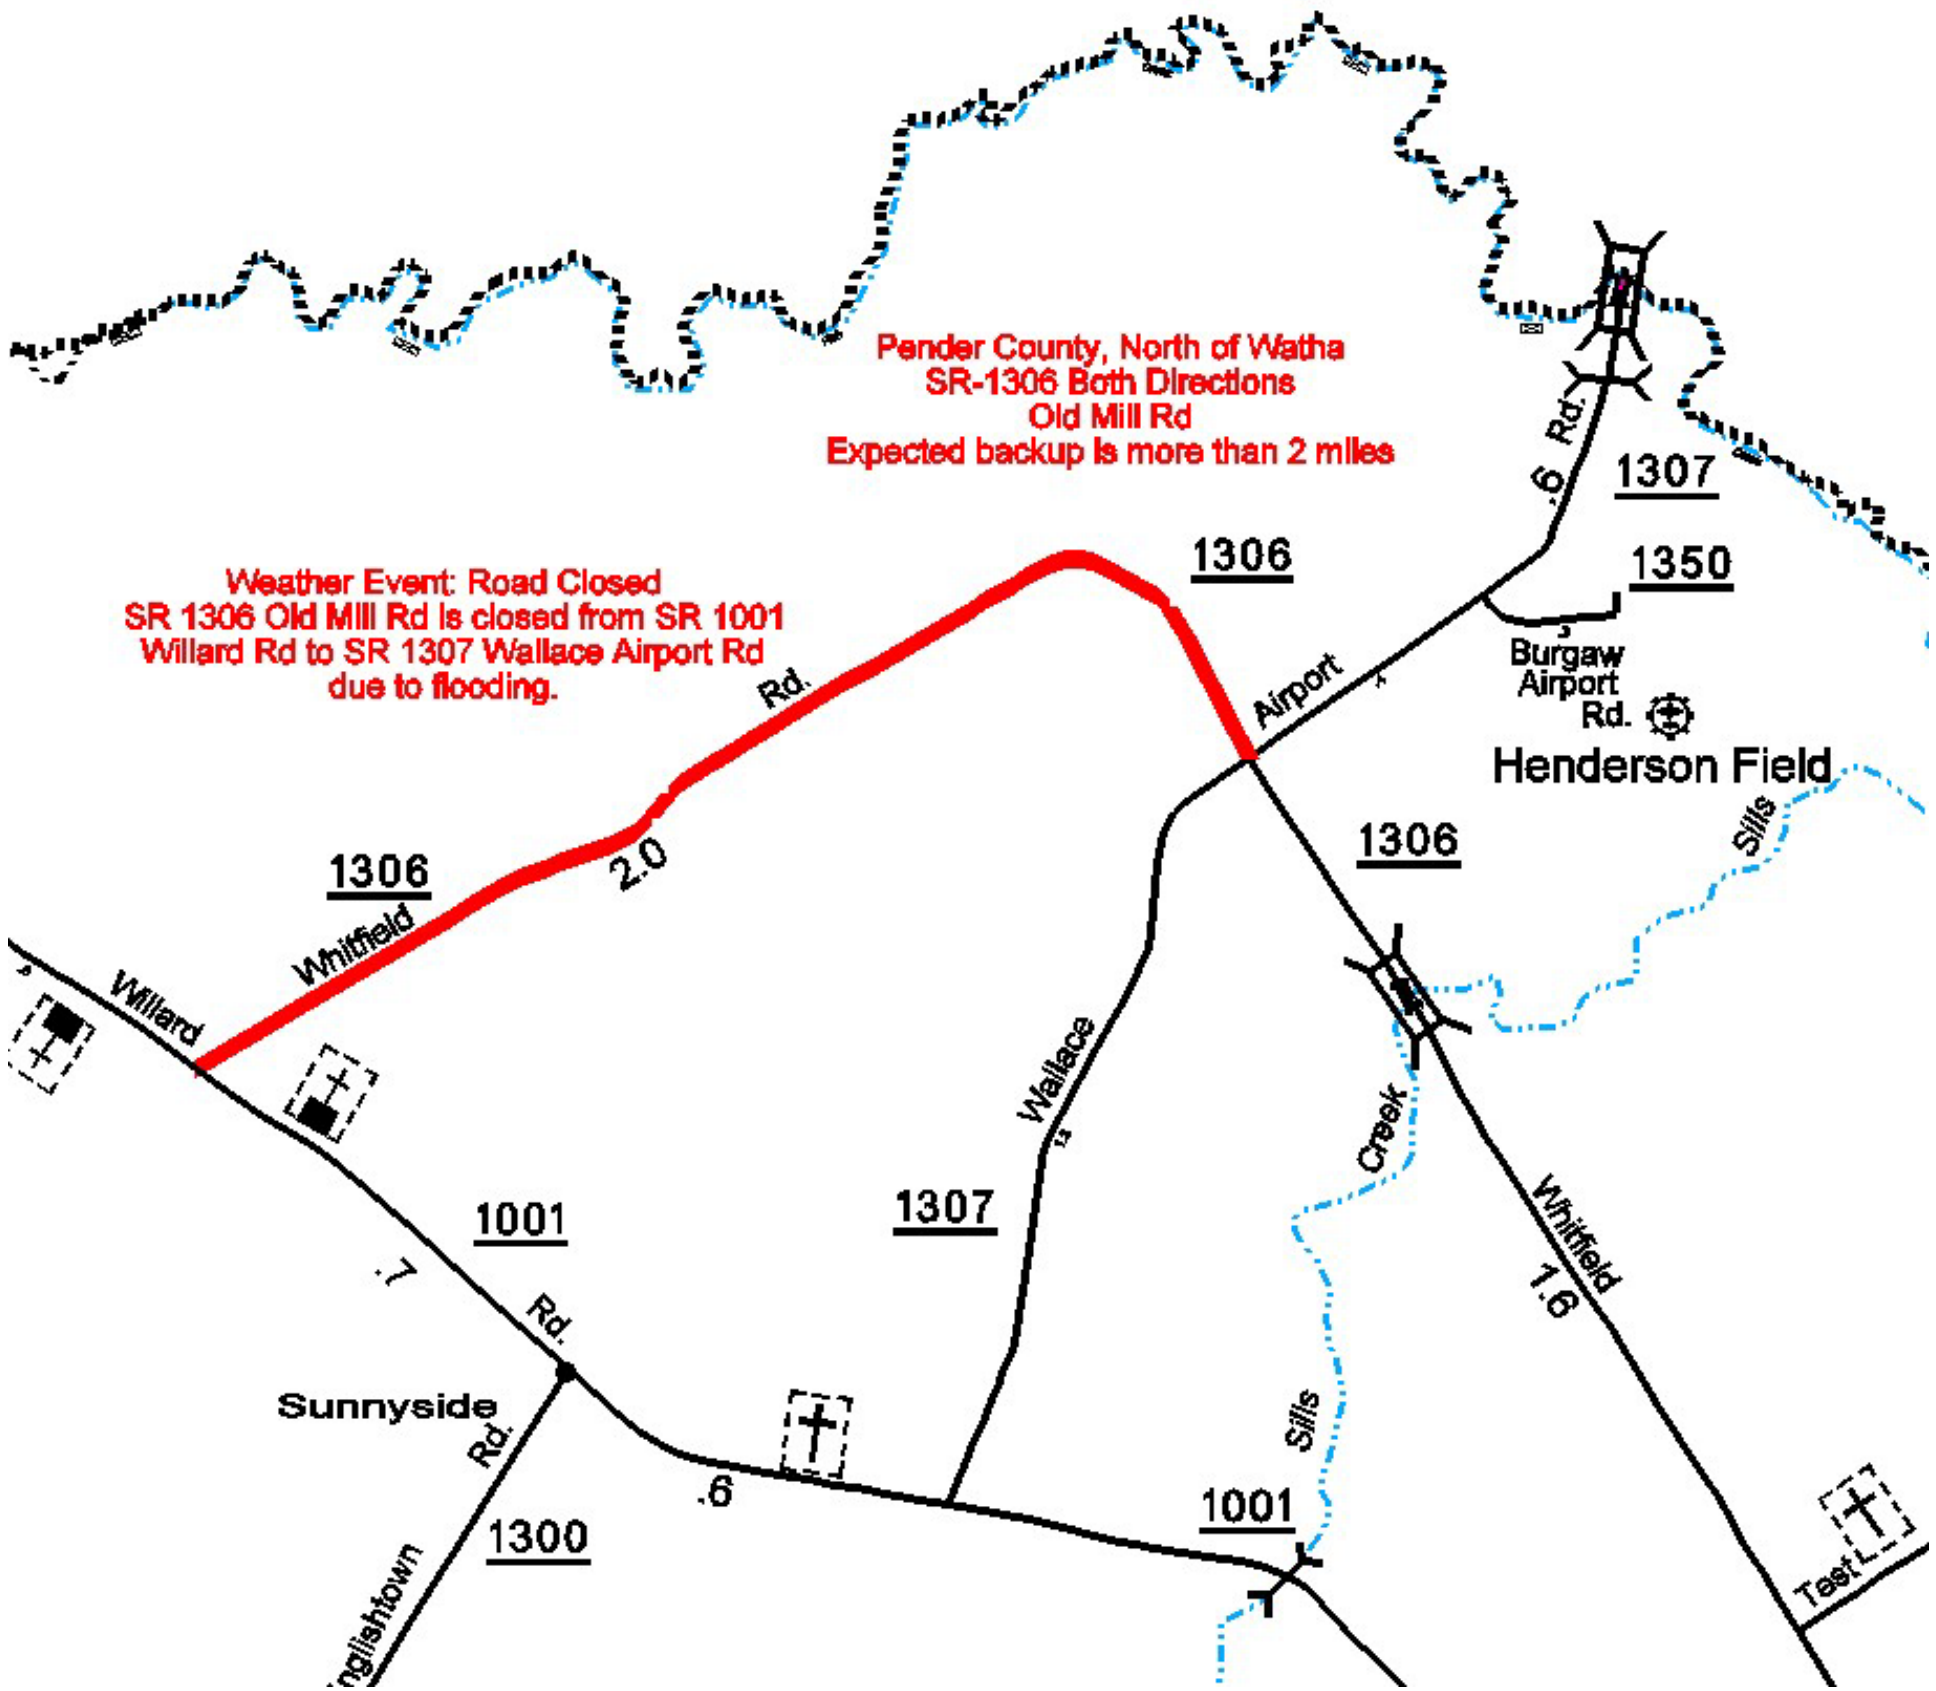 Pender County, North of Watha
SR-1306 Both Directions
Old Mill Rd
Expected backup is more than 2 miles
Rd.
.6
1307
1306
1350
Weather Event: Road Closed
SR 1306 Old Mill Rd is closed from SR 1001
Willard Rd to SR 1307 Wallace Airport Rd
due to flooding.
Burgaw
Airport
Rd.
Rd.
Airport
Henderson Field
Sills
1306
2.0
1306
Whitfield
Willard
Wallace
Creek
1307
1001
Whitfield
1.6
.7
Rd.
Sunnyside
Rd.
Sills
.6
1001
1300
Test
nglishtown